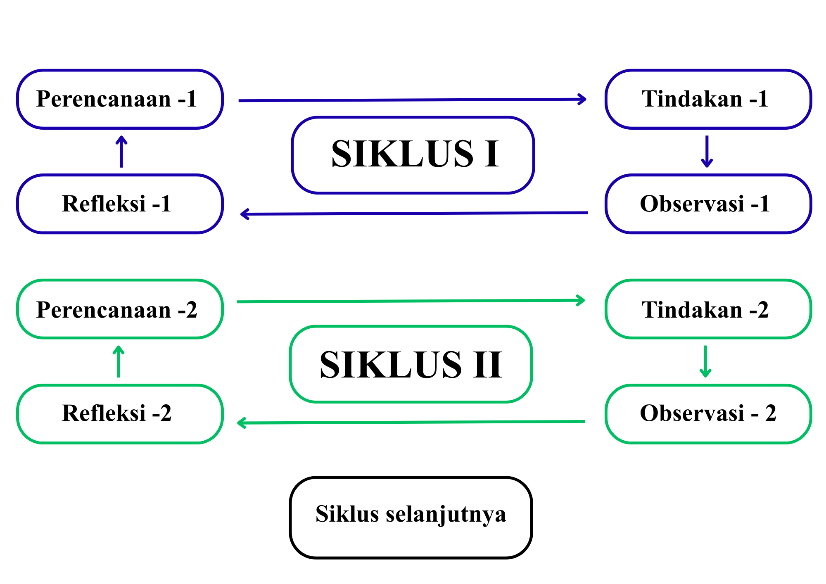 Perencanaan -1
Tindakan -1
SIKLUS I
Refleksi -1
Observasi -1
Perencanaan -2
Tindakan -2
SIKLUS II
Refleksi -2
Observasi - 2
Siklus selanjutnya